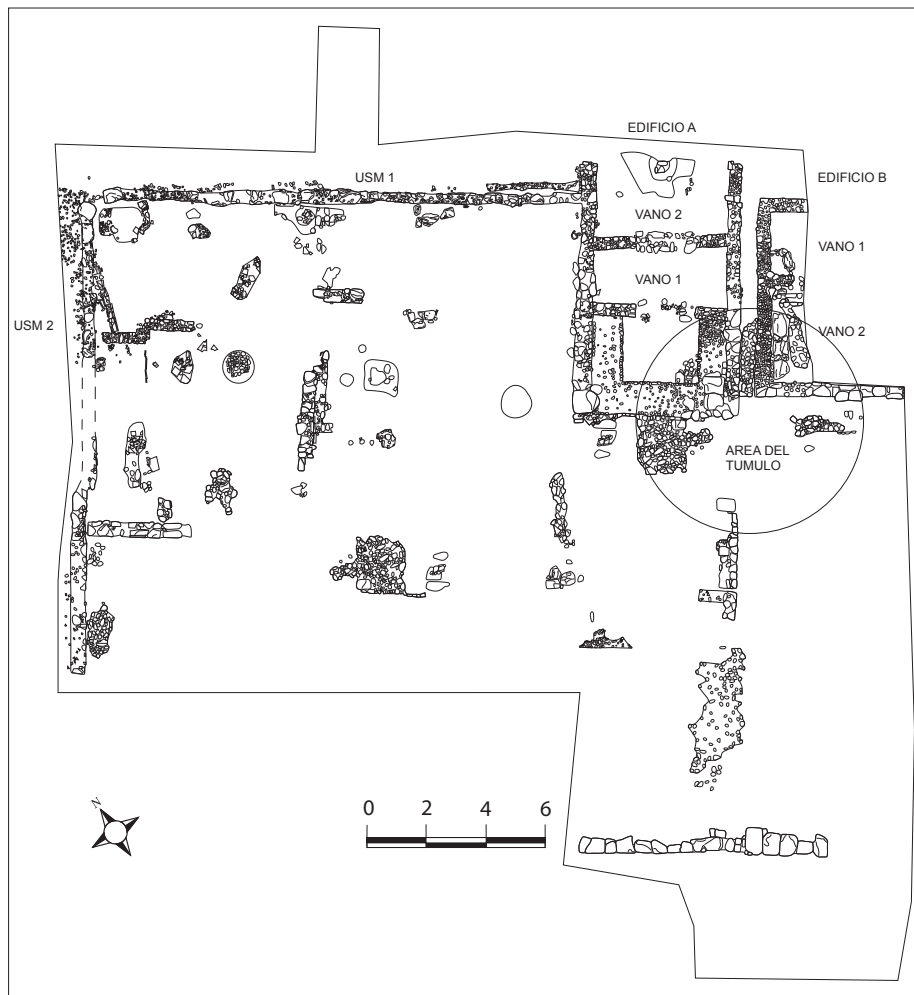 EDIFICIO A
USM 1
EDIFICIO B
VANO 2
VANO 1
VANO 1
USM 2
VANO 2
AREA DEL
TUMULO
N
0 2 4 6